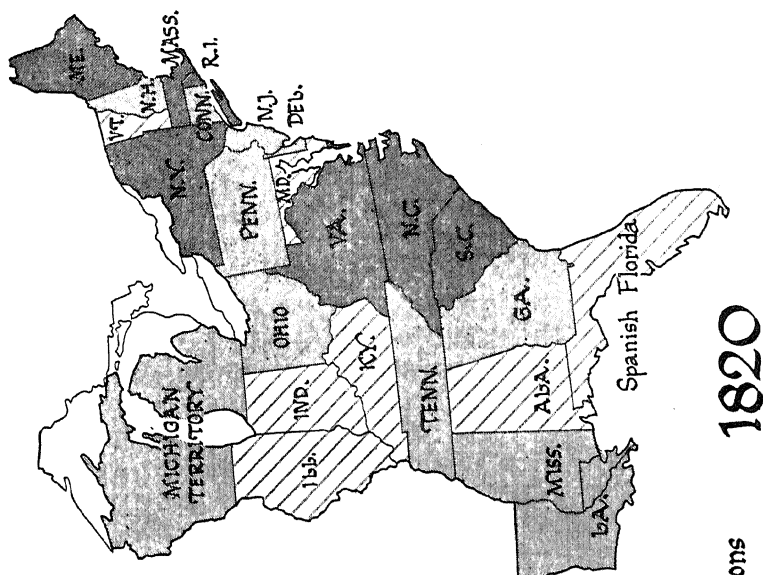 ME.
VT.
N.H.
MASS.
R.I.
CONN.
N.Y.
N.J.
PENN.
DEL.
MD.
VA.
OHIO
MICHIGAN
TERRITORY
IND.
ILL.
KY.
N.C.
TENN.
S.C.
GA.
ALA.
MISS.
LA.
Spanish Florida
1820
ons